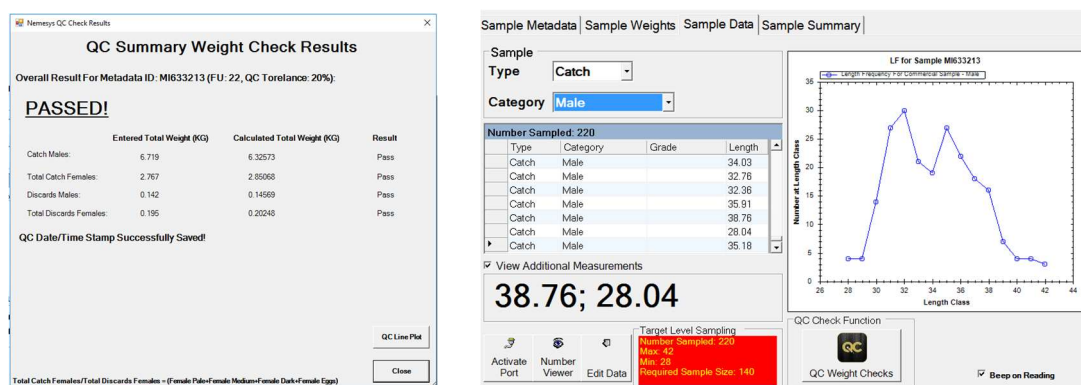 Nemesys QC Check Results
QC Summary Weight Check Results
Overall Result For Metadata ID: MI633213 (FU: 22, QC Torelance: 20%):
PASSED!
Entered Total Weight (KG) Calculated Total Weight (KG) Result
Catch Males: 6.719 6.32573 Pass
Total Catch Females: 2.767 2.85068 Pass
Discards Males: 0.142 0.14569 Pass
Total Discards Females: 0.195 0.20248 Pass
QC Date/Time Stamp Successfully Saved!
QC Line Plot
Close
Total Catch Females/Total Discards Females = (Female Pale+Female Medium+Female Dark+Female Eggs)
Sample Metadata Sample Weights Sample Data Sample Summary
Sample
Type Catch
Category Male
Number Sampled: 220
Type Category Grade Length
Catch Male 34.03
Catch Male 32.76
Catch Male 32.36
Catch Male 35.91
Catch Male 38.76
Catch Male 28.04
Catch Male 35.18
View Additional Measurements
38.76; 28.04
Activate Port
Number Viewer
Edit Data
Target Level Sampling
Number Sampled: 220
Max: 42
Min: 28
Required Sample Size: 140
LF for Sample MI633213
Length Frequency For Commercial Sample - Male
Number at Length Class
35
30
25
20
15
10
5
0
26 28 30 32 34 36 38 40 42 44
Length Class
QC Check Function
QC
QC Weight Checks
Beep on Reading